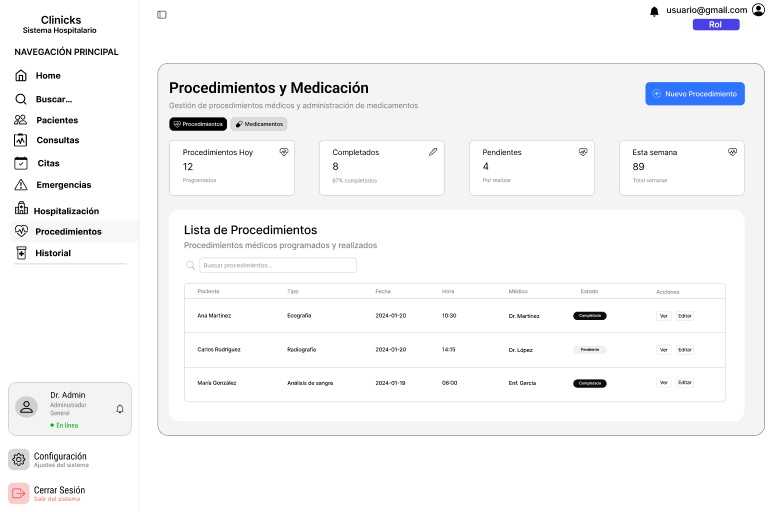 Clinicks
Sistema Hospitalario
NAVEGACIÓN PRINCIPAL
Home
Buscar...
Pacientes
Consultas
Citas
Emergencias
Hospitalización
Procedimientos
Historial
Dr. Admin
Administrador
General
En línea
Configuración
Ajustes del sistema
Cerrar Sesión
Salir del sistema
usuario@gmail.com
Rol
Procedimientos y Medicación
Gestión de procedimientos médicos y administración de medicamentos
Nuevo Procedimiento
Procedimientos Medicamentos
Procedimientos Hoy
12
Programados
Completados
8
67% completados
Pendientes
4
Por realizar
Esta semana
89
Total semanal
Lista de Procedimientos
Procedimientos médicos programados y realizados
Buscar procedimientos...
Paciente Tipo Fecha Hora Médico Estado Acciones
Ana Martínez Ecografía 2024-01-20 10:30 Dr. Martínez Completado Ver Editar
Carlos Rodríguez Radiografía 2024-01-20 14:15 Dr. López Pendiente Ver Editar
María González Análisis de sangre 2024-01-19 08:00 Enf. García Completado Ver Editar